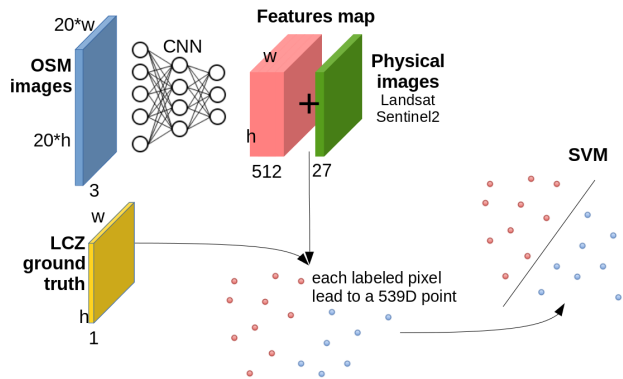 20*w
OSM
images
20*h
3
CNN
Features map
w
h
512
+
27
Physical
images
Landsat
Sentinel2
w
LCZ
ground
truth
h
1
each labeled pixel
lead to a 539D point
SVM